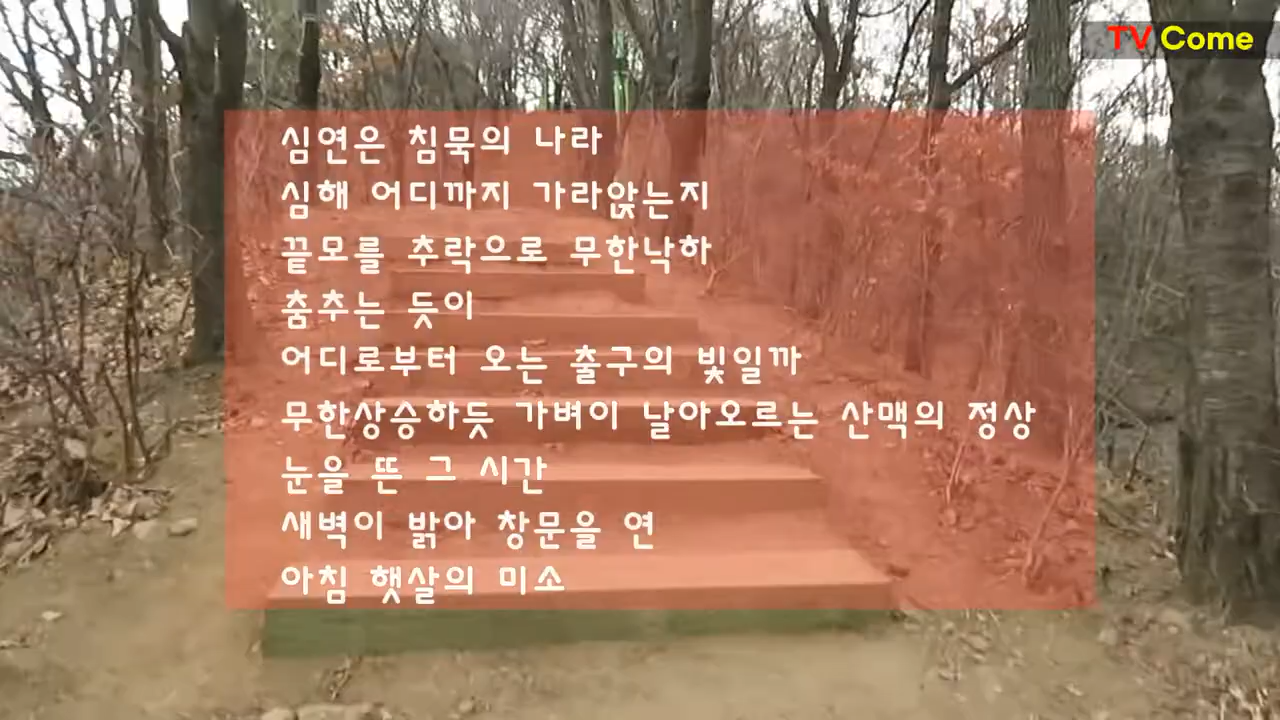 TV Come
심연은 침묵의 나라
심해 어디까지 가라앉는지
끝모를 추락으로 무한낙하
춤추는 듯이
어디로부터 오는 출구의 빛일까
무한상승하듯 가벼이 날아오르는 산맥의 정상
눈을 뜬 그 시간
새벽이 밝아 창문을 연
아침 햇살의 미소